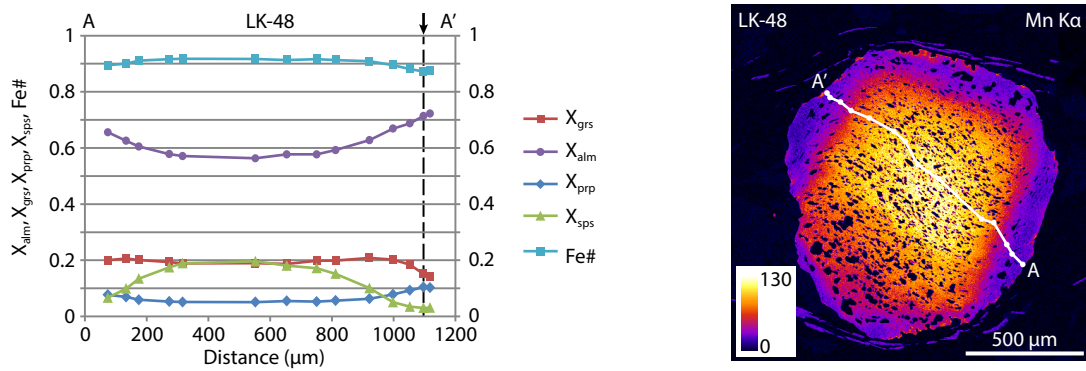 A LK-48 A’
1 1
0.8 0.8
0.6 0.6
0.4 0.4
0.2 0.2
0 0
0 200 400 600 800 1000 1200
Distance (µm)
Xalm, Xgrs, Xprp, Xsps, Fe#
Xgrs
Xalm
Xprp
Xsps
Fe#
LK-48 Mn Kα
A’
A
130
0
500 µm